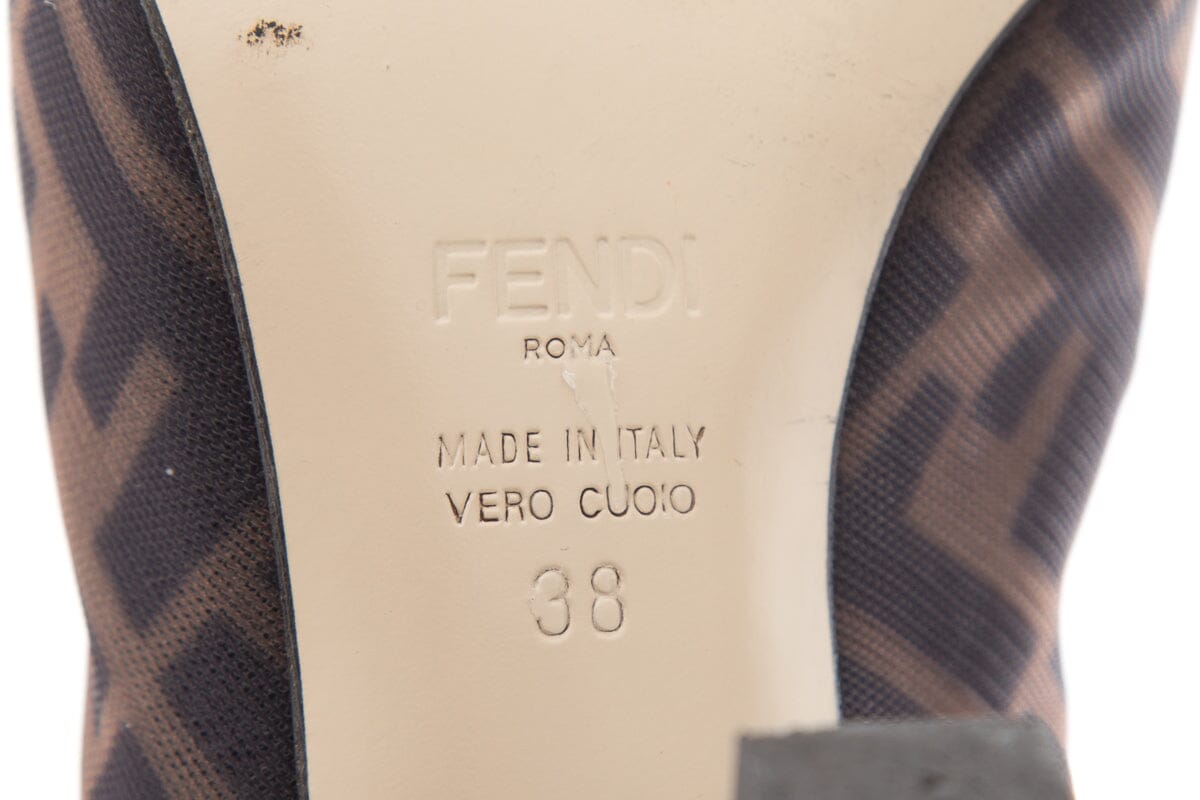 FENDI
ROMA
MADE IN ITALY
VERO CUOIO
38